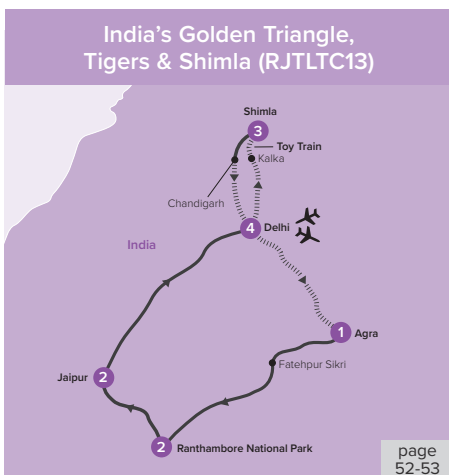 India's Golden Triangle,
Tigers & Shimla (RJTLTC13)
Shimla
3
Toy Train
Kalka
Chandigarh
4 Delhi
India
1 Agra
Fatehpur Sikri
Jaipur 2
2 Ranthambore National Park
page
52-53